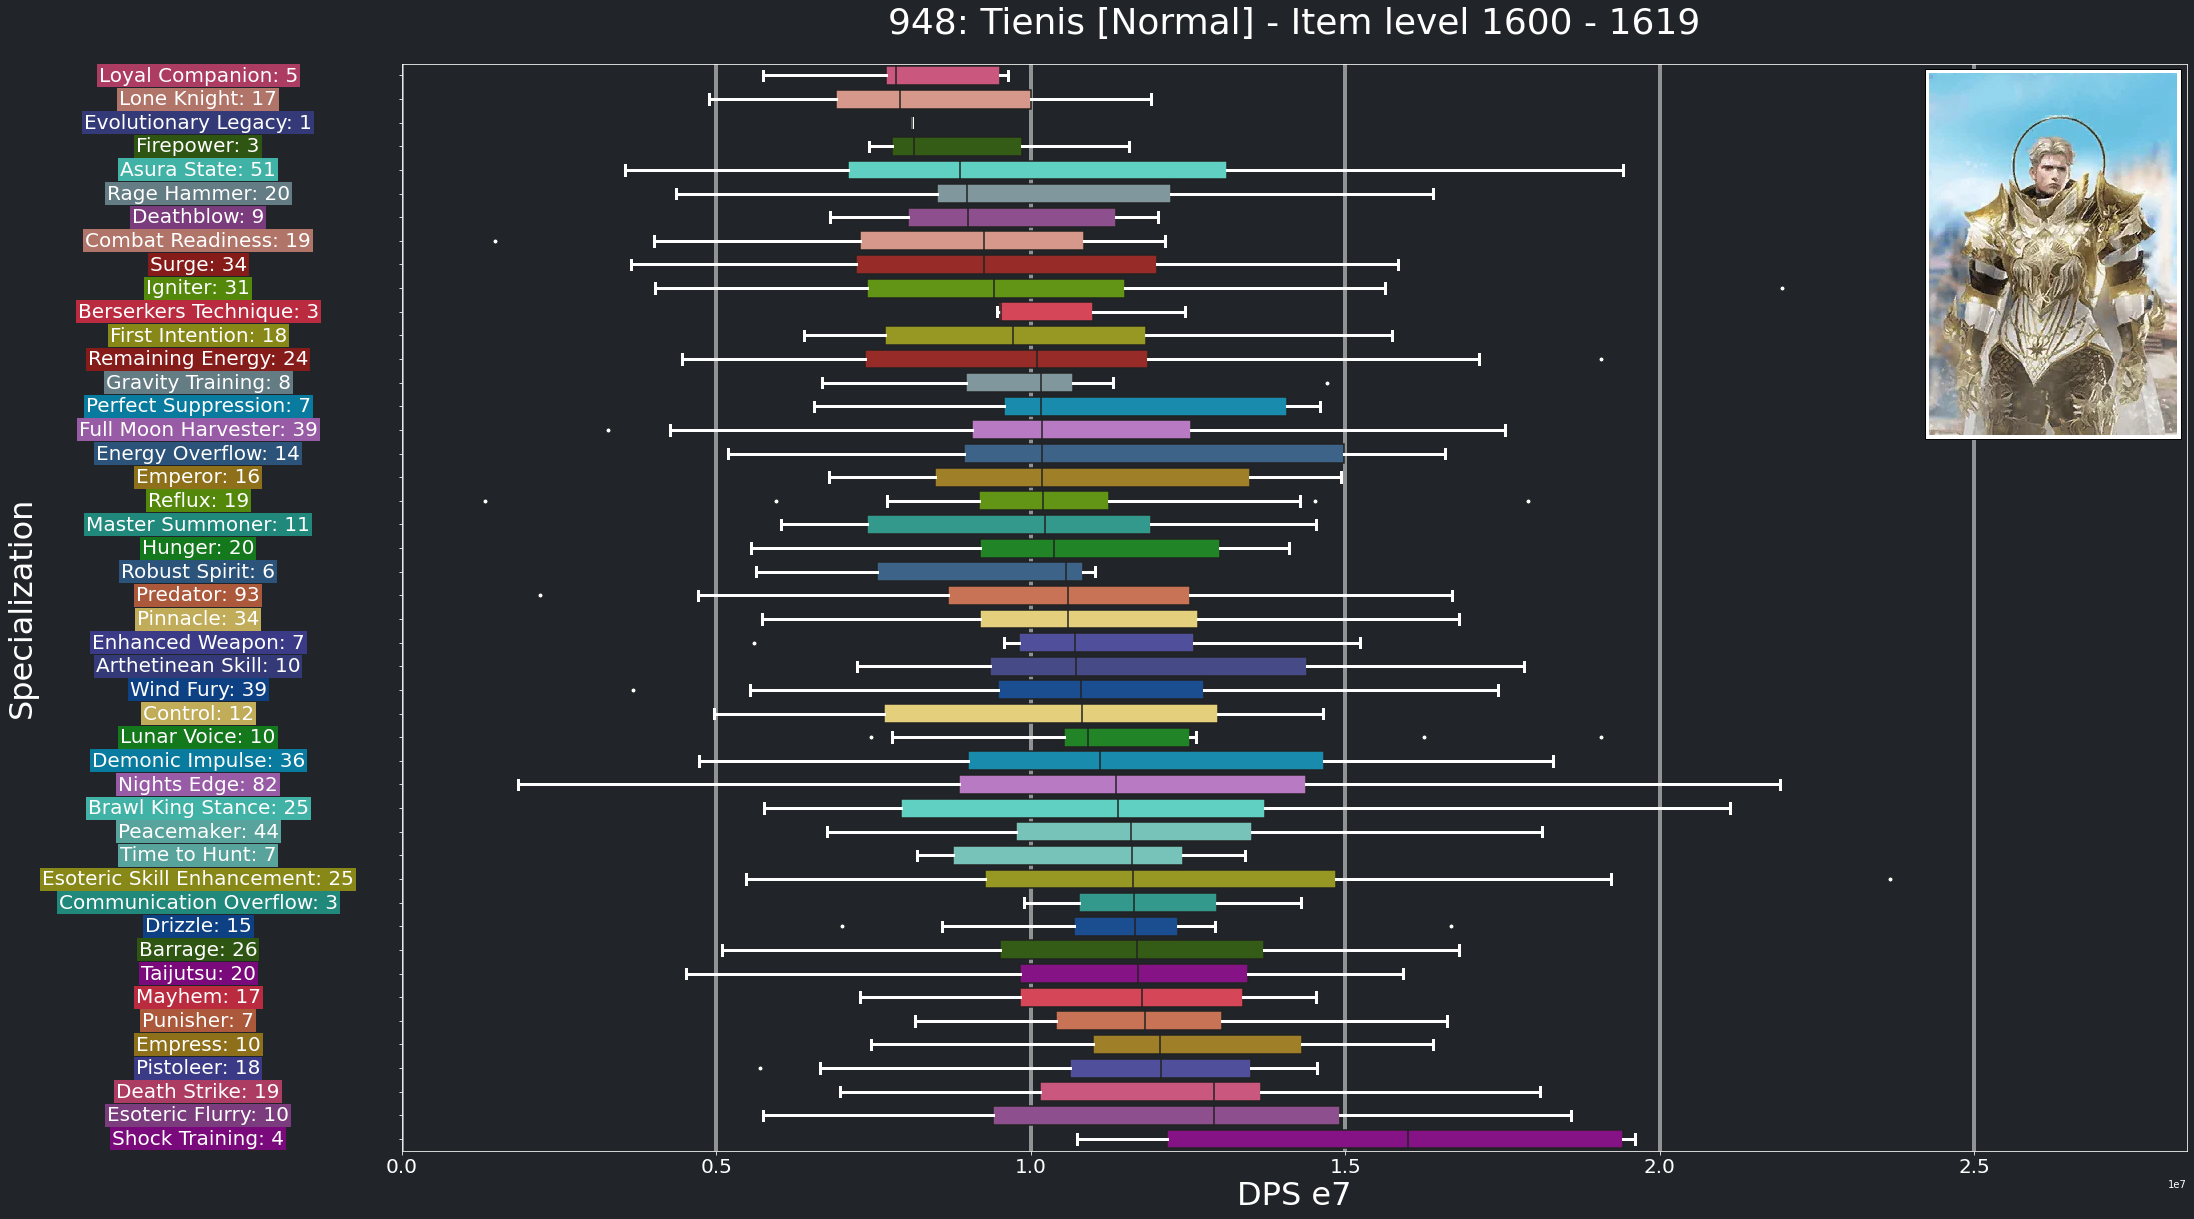 948: Tienis [Normal] - Item level 1600 - 1619
Specialization
Loyal Companion: 5
Lone Knight: 17
Evolutionary Legacy: 1
Firepower: 3
Asura State: 51
Rage Hammer: 20
Deathblow: 9
Combat Readiness: 19
Surge: 34
Igniter: 31
Berserkers Technique: 3
First Intention: 18
Remaining Energy: 24
Gravity Training: 8
Perfect Suppression: 7
Full Moon Harvester: 39
Energy Overflow: 14
Emperor: 16
Reflux: 19
Master Summoner: 11
Hunger: 20
Robust Spirit: 6
Predator: 93
Pinnacle: 34
Enhanced Weapon: 7
Arthetinean Skill: 10
Wind Fury: 39
Control: 12
Lunar Voice: 10
Demonic Impulse: 36
Nights Edge: 82
Brawl King Stance: 25
Peacemaker: 44
Time to Hunt: 7
Esoteric Skill Enhancement: 25
Communication Overflow: 3
Drizzle: 15
Barrage: 26
Taijutsu: 20
Mayhem: 17
Punisher: 7
Empress: 10
Pistoleer: 18
Death Strike: 19
Esoteric Flurry: 10
Shock Training: 4
0.0 0.5 1.0 1.5 2.0 2.5
DPS e7
1e7